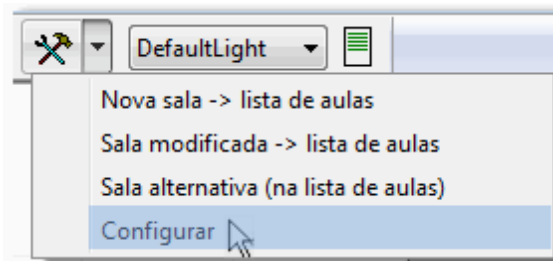 DefaultLight
Nova sala -> lista de aulas
Sala modificada -> lista de aulas
Sala alternativa (na lista de aulas)
Configurar